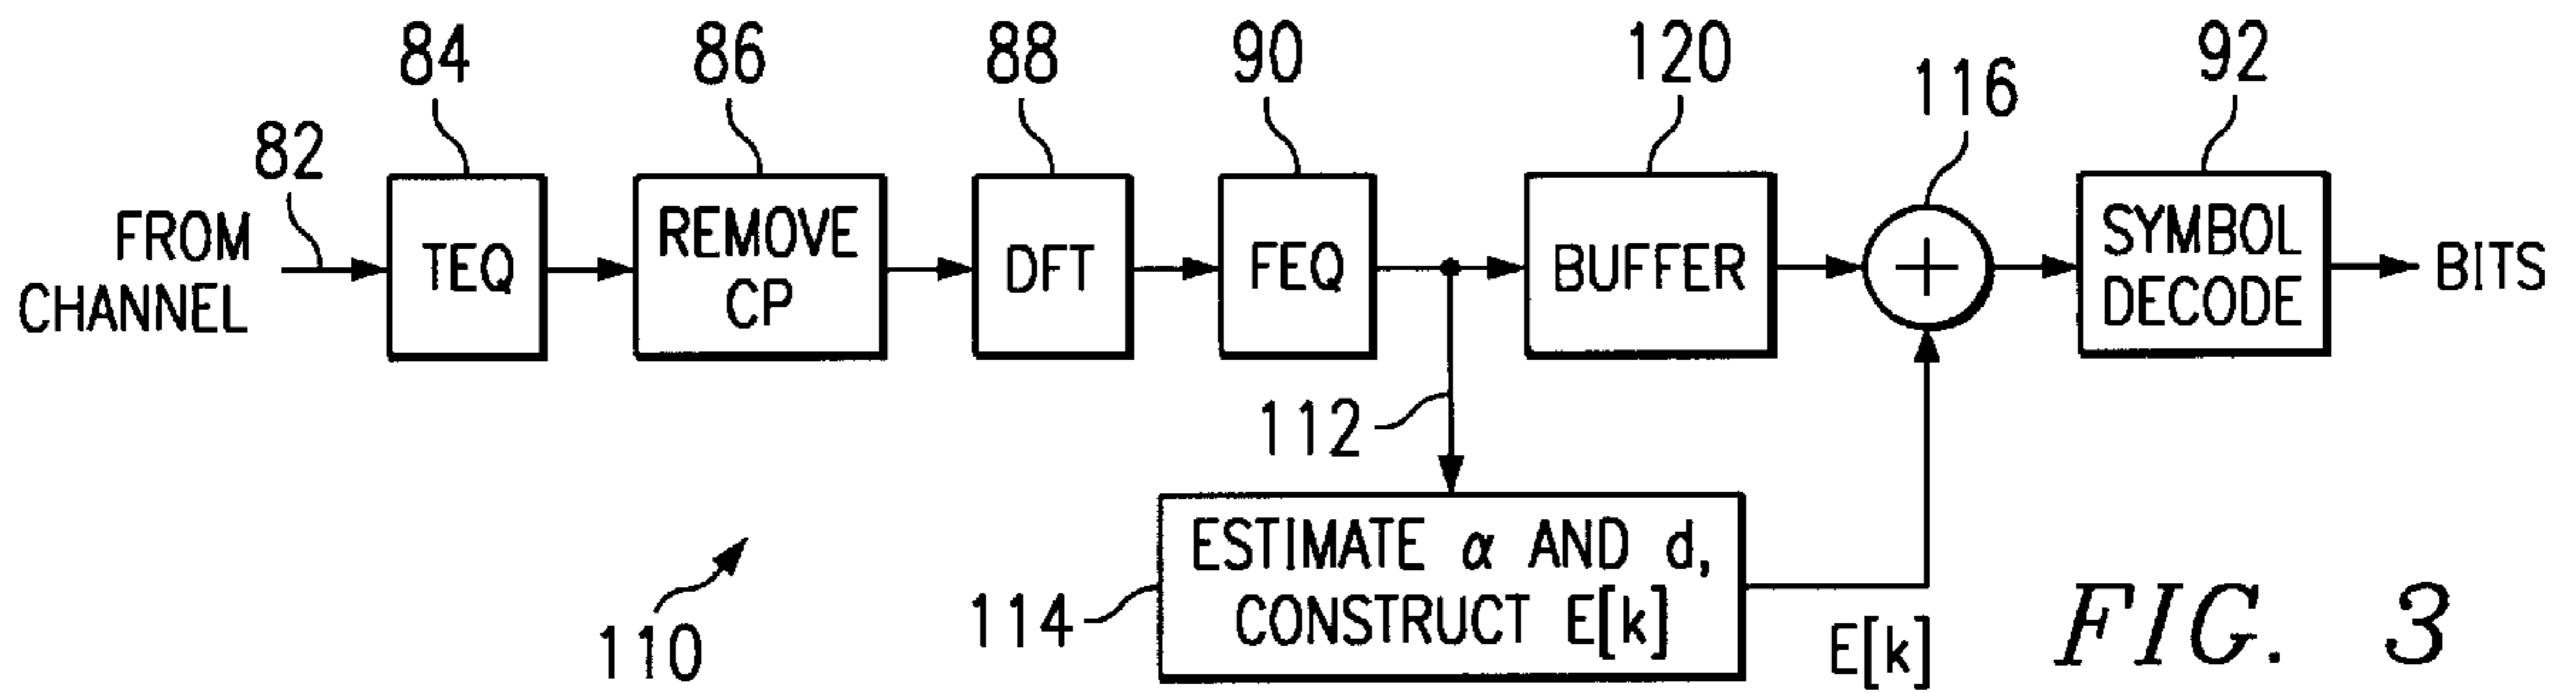 84
86
88
90
120
116
92
82
FROM
CHANNEL
TEQ
REMOVE
CP
DFT
FEQ
BUFFER
+
SYMBOL
DECODE
BITS
112
ESTIMATE α AND d,
CONSTRUCT E[k]
114
110
E[k]
FIG. 3